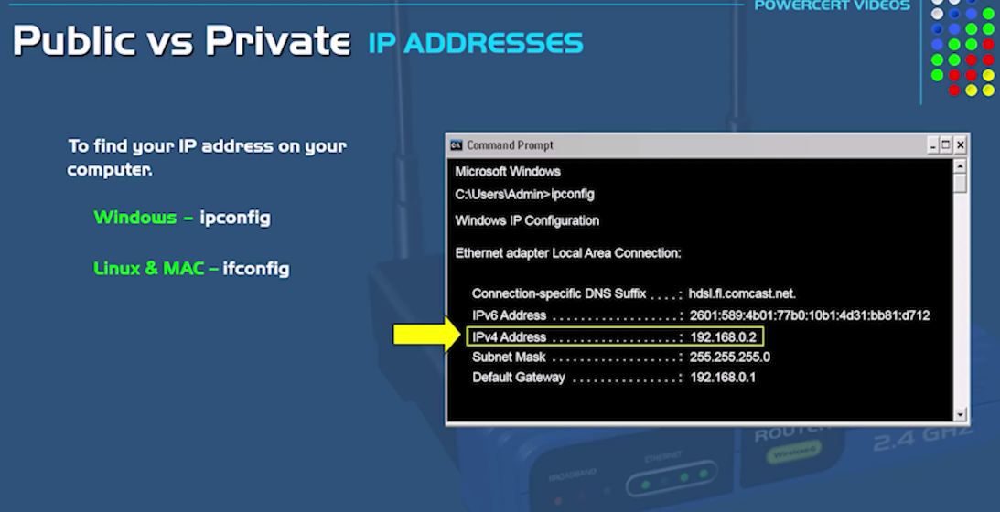 POWERCERT VIDEOS
Public vs Private IP ADDRESSES
To find your IP address on your
computer.
Windows – ipconfig
Linux & MAC – ifconfig
Command Prompt
Microsoft Windows
C:\Users\Admin>ipconfig
Windows IP Configuration
Ethernet adapter Local Area Connection:
Connection-specific DNS Suffix . . . . : hdsl.fl.comcast.net.
IPv6 Address . . . . . . . . . . . . . . . . . : 2601:589:4b01:77b0:10b1:4d31:bb81:d712
IPv4 Address . . . . . . . . . . . . . . . . . : 192.168.0.2
Subnet Mask . . . . . . . . . . . . . . . . . : 255.255.255.0
Default Gateway . . . . . . . . . . . . . . : 192.168.0.1
ROUTER
2.4 GHZ
Wireless-G
ETHERNET
BROADBAND